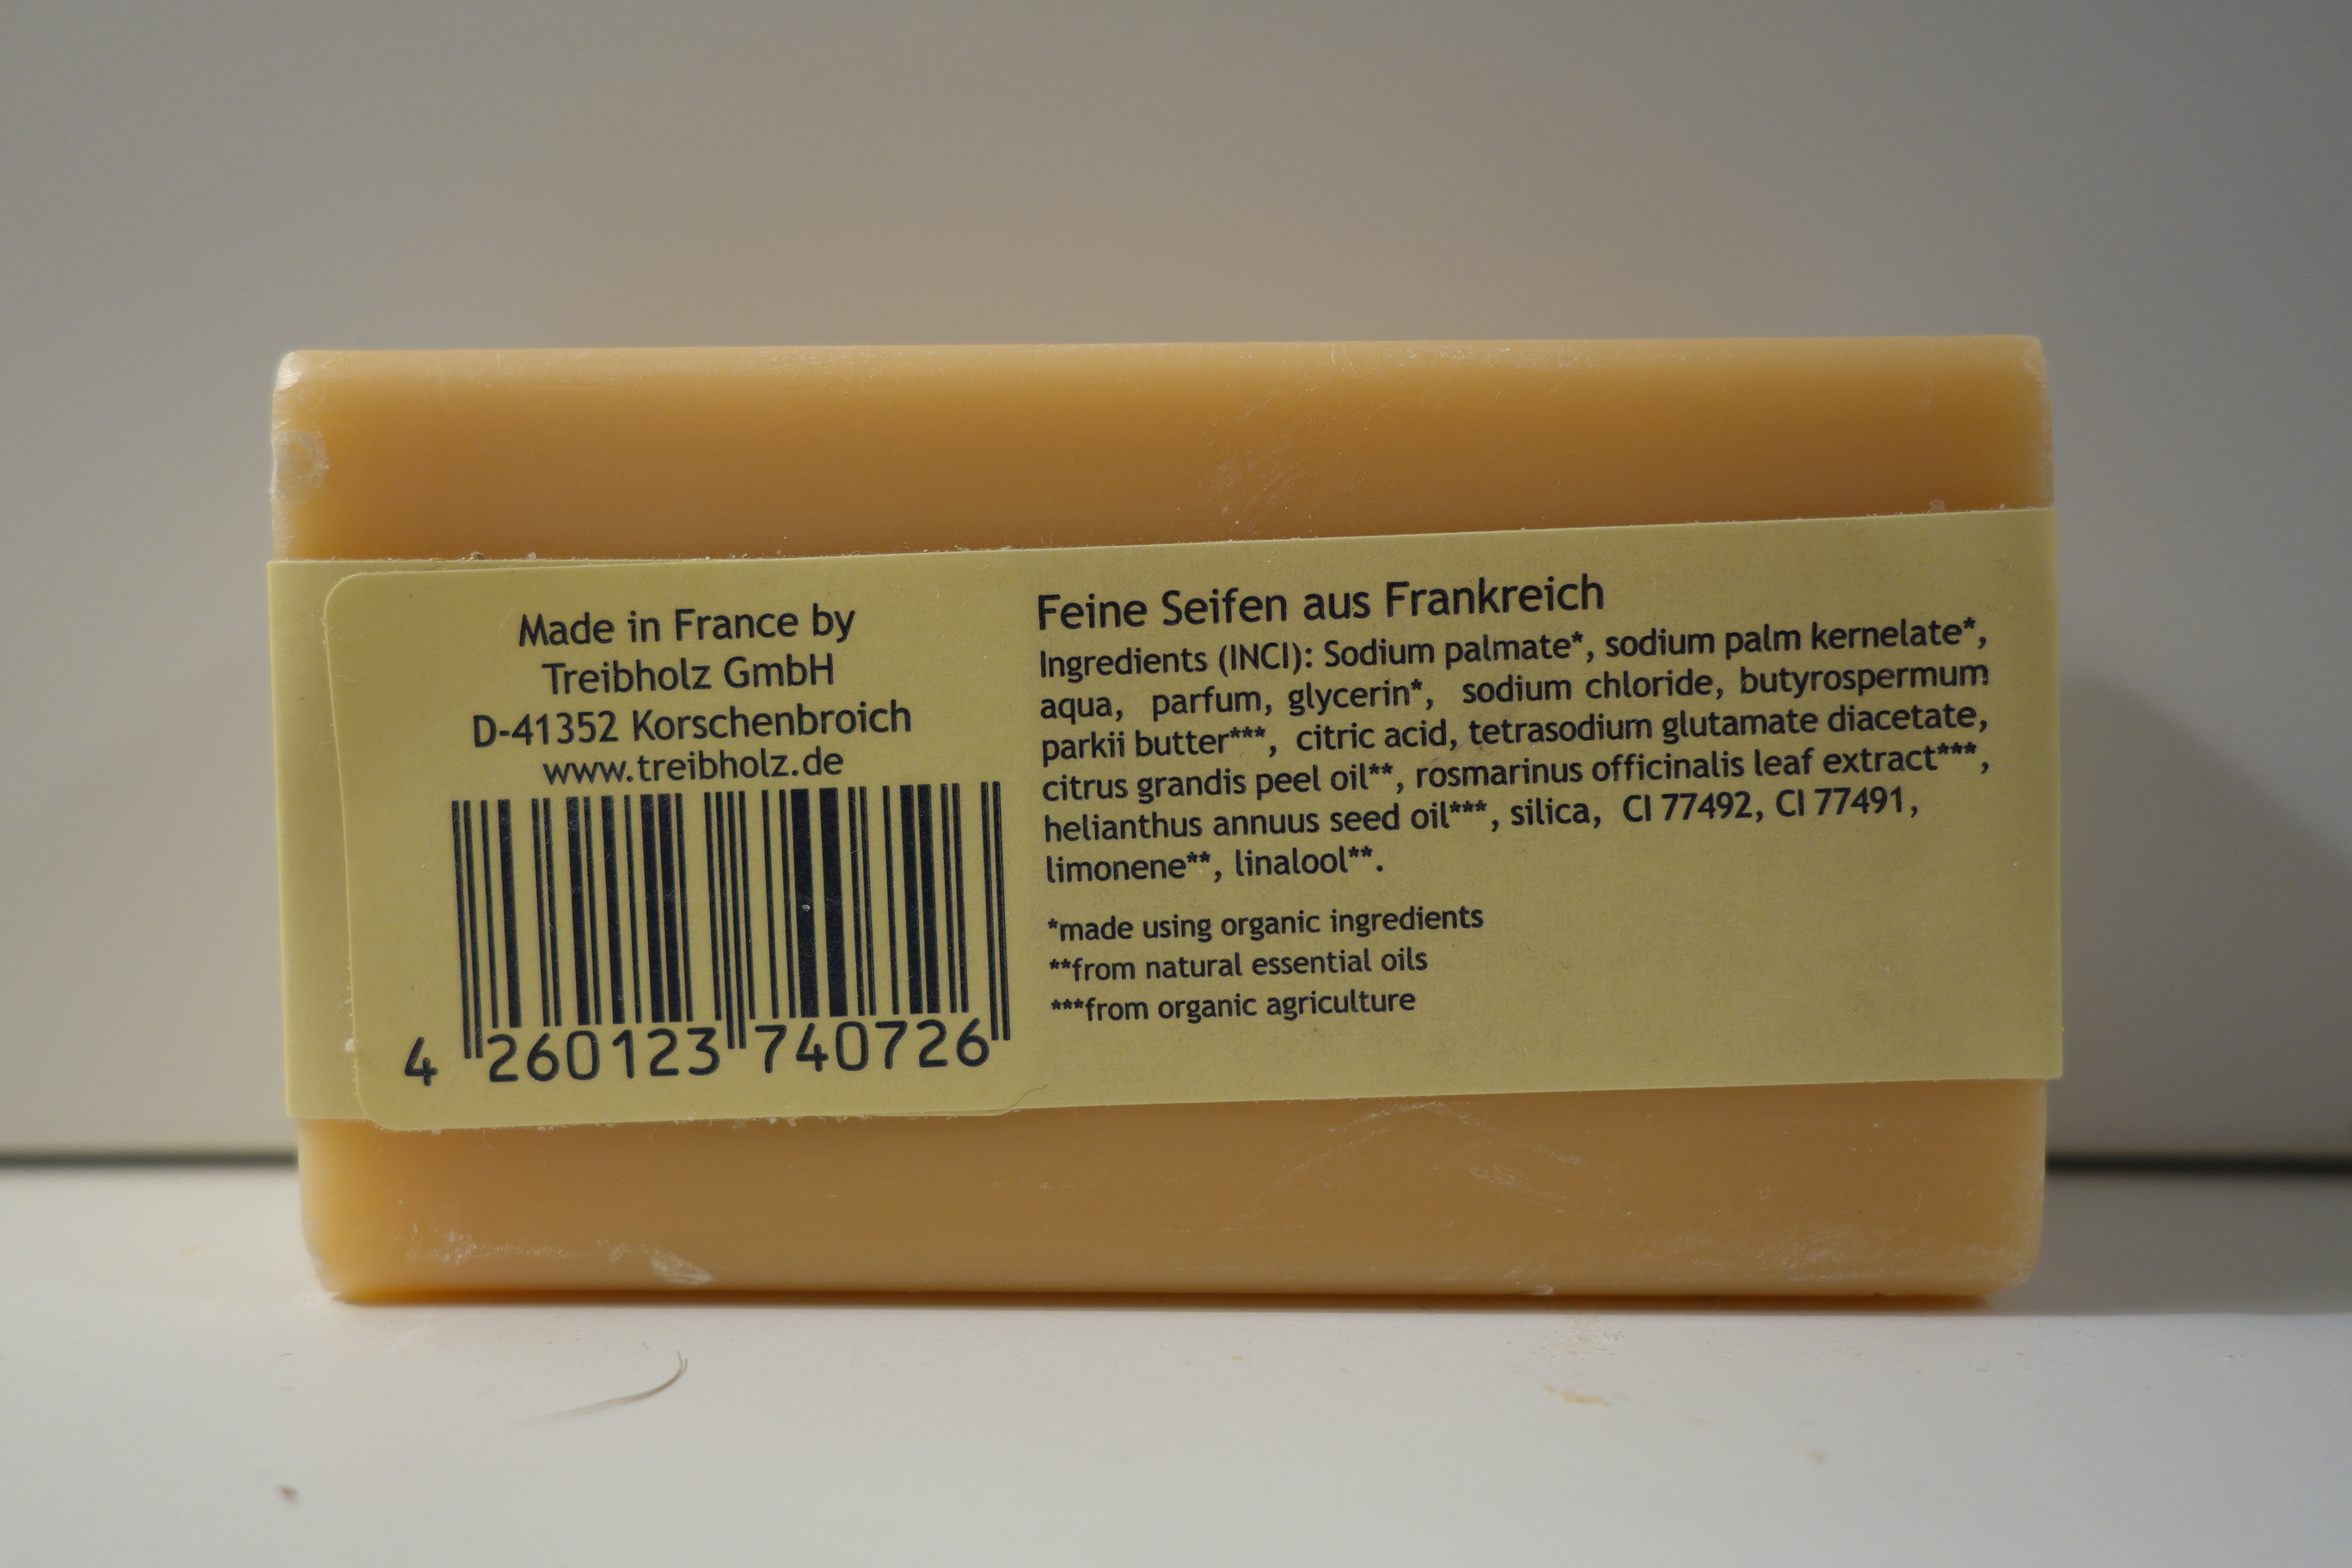 Made in France by
Treibholz GmbH
D-41352 Korschenbroich
www.treibholz.de
4 260123 740726
Feine Seifen aus Frankreich
Ingredients (INCI): Sodium palmate*, sodium palm kernelate*,
aqua, parfum, glycerin*, sodium chloride, butyrospermum
parkii butter***, citric acid, tetrasodium glutamate diacetate,
citrus grandis peel oil**, rosmarinus officinalis leaf extract***,
helianthus annuus seed oil***, silica, CI 77492, CI 77491,
limonene**, linalool**.
*made using organic ingredients
**from natural essential oils
***from organic agriculture